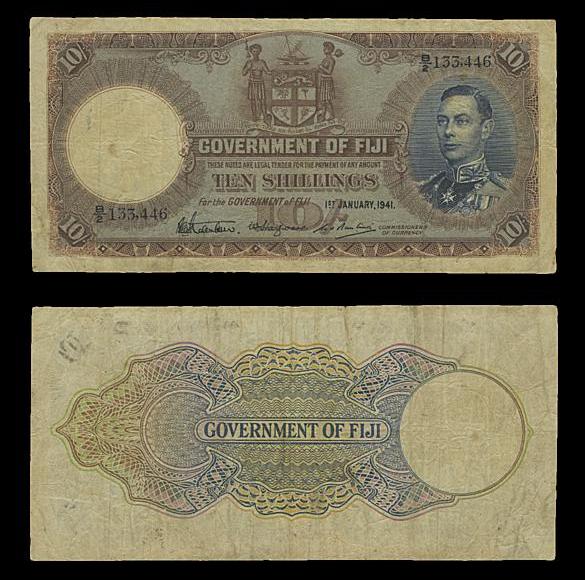 10/
10/
B/2 133,446
GOVERNMENT OF FIJI
THESE NOTES ARE LEGAL TENDER FOR THE PAYMENT OF ANY AMOUNT
TEN SHILLINGS
For the GOVERNMENT of FIJI
1ST JANUARY, 1941.
B/2 133,446
COMMISSIONERS
OF CURRENCY
10/
10/
GOVERNMENT OF FIJI